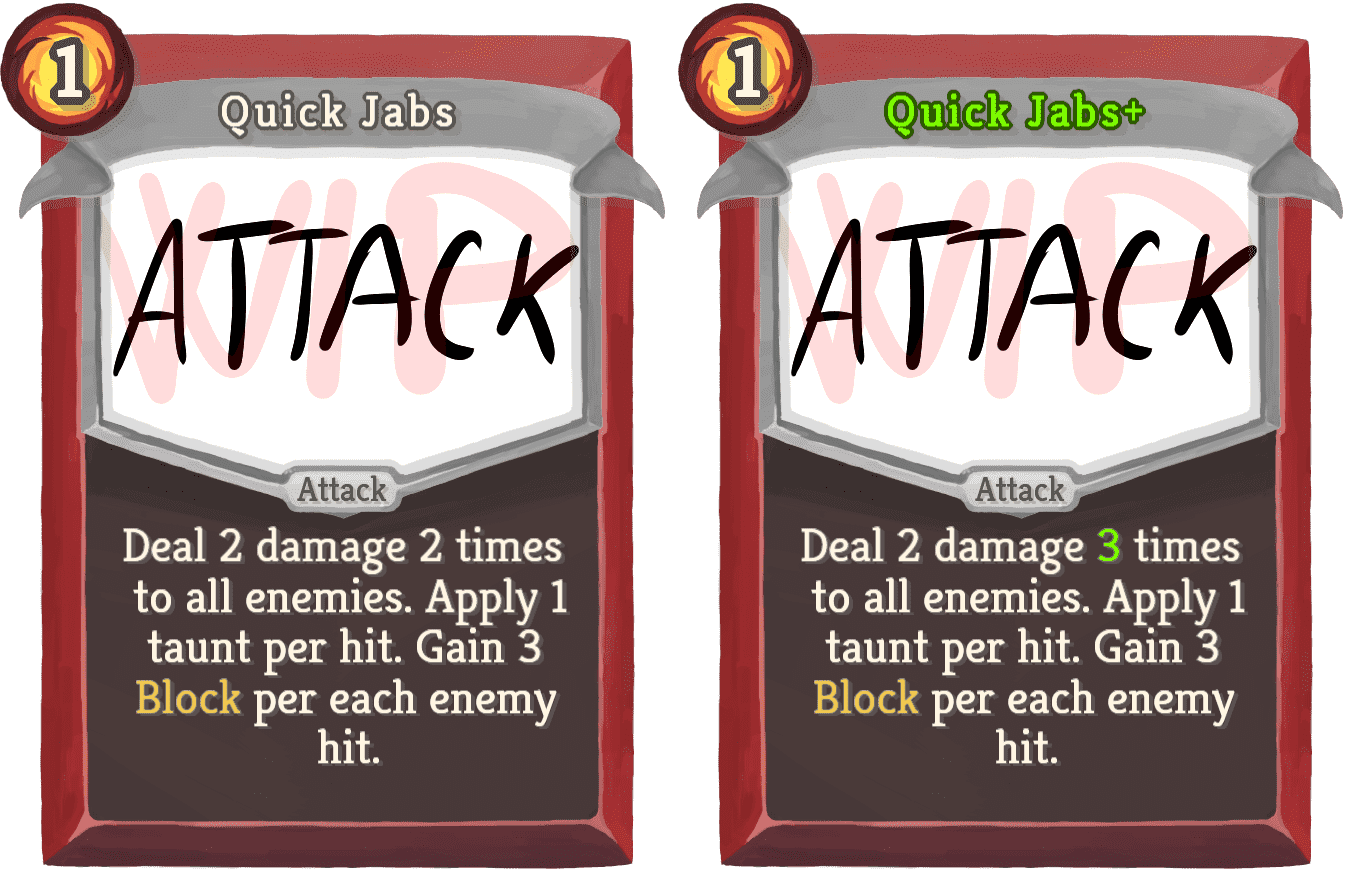 1
Quick Jabs
WIP
ATTACK
Attack
Deal 2 damage 2 times
to all enemies. Apply 1
taunt per hit. Gain 3
Block per each enemy
hit.
1
Quick Jabs+
WIP
ATTACK
Attack
Deal 2 damage 3 times
to all enemies. Apply 1
taunt per hit. Gain 3
Block per each enemy
hit.